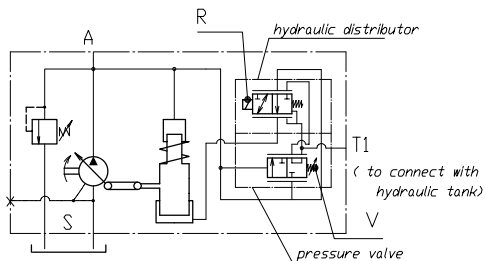 R
hydraulic distributor
A
T1
( to connect with
hydraulic tank)
S
V
pressure valve